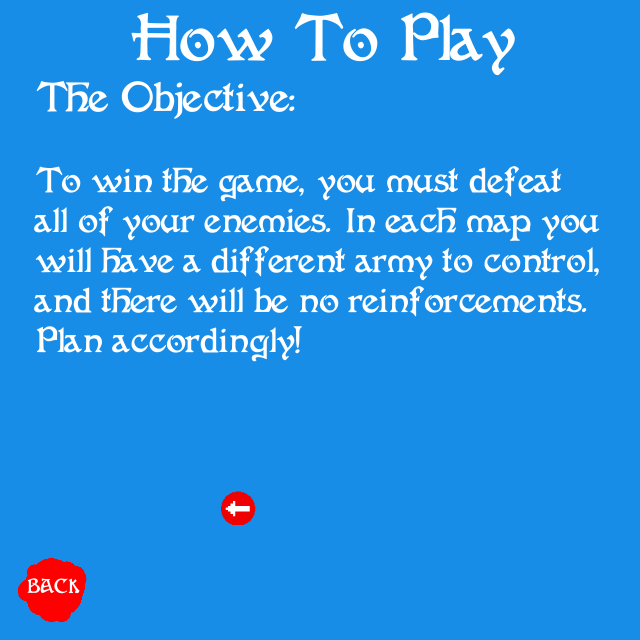 How To Play
The Objective:
To win the game, you must defeat
all of your enemies. In each map you
will have a different army to control,
and there will be no reinforcements.
Plan accordingly!
BACK